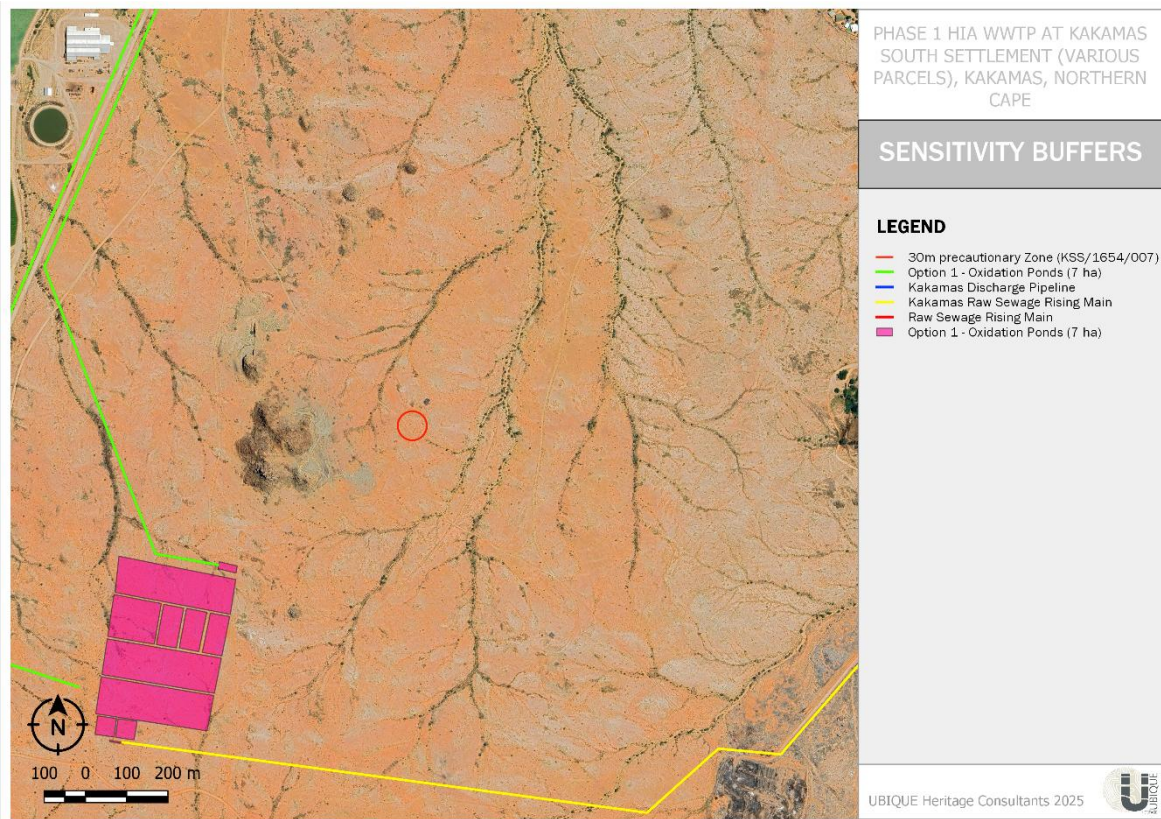 PHASE 1 HIA WWTP AT KAKAMAS
SOUTH SETTLEMENT (VARIOUS
PARCELS), KAKAMAS, NORTHERN
CAPE
SENSITIVITY BUFFERS
LEGEND
30m precautionary Zone (KSS/1654/007)
Option 1 - Oxidation Ponds (7 ha)
Kakamas Discharge Pipeline
Kakamas Raw Sewage Rising Main
Raw Sewage Rising Main
Option 1 - Oxidation Ponds (7 ha)
N
100 0 100 200 m
UBIQUE Heritage Consultants 2025
UBIQUE